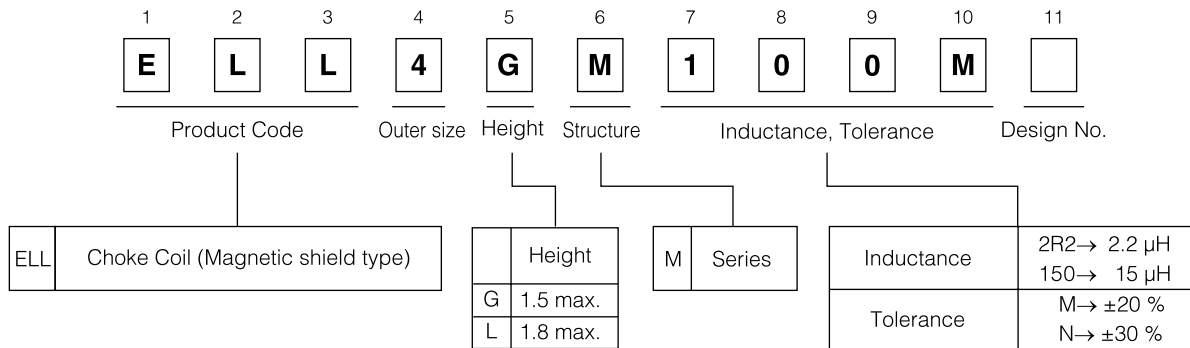 1 2 3 4 5 6 7 8 9 10 11
E L L 4 G M 1 0 0 M
Product Code Outer size Height Structure Inductance, Tolerance Design No.
ELL Choke Coil (Magnetic shield type)
Height
G 1.5 max.
L 1.8 max.
M Series
Inductance 2R2→ 2.2 µH
150→ 15 µH
Tolerance M→ ±20 %
N→ ±30 %